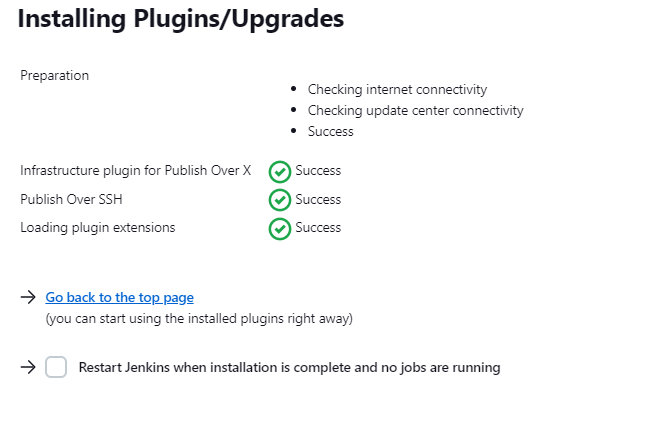 Installing Plugins/Upgrades
Preparation
Checking internet connectivity
Checking update center connectivity
Success
Infrastructure plugin for Publish Over X Success
Publish Over SSH Success
Loading plugin extensions Success
Go back to the top page
(you can start using the installed plugins right away)
Restart Jenkins when installation is complete and no jobs are running